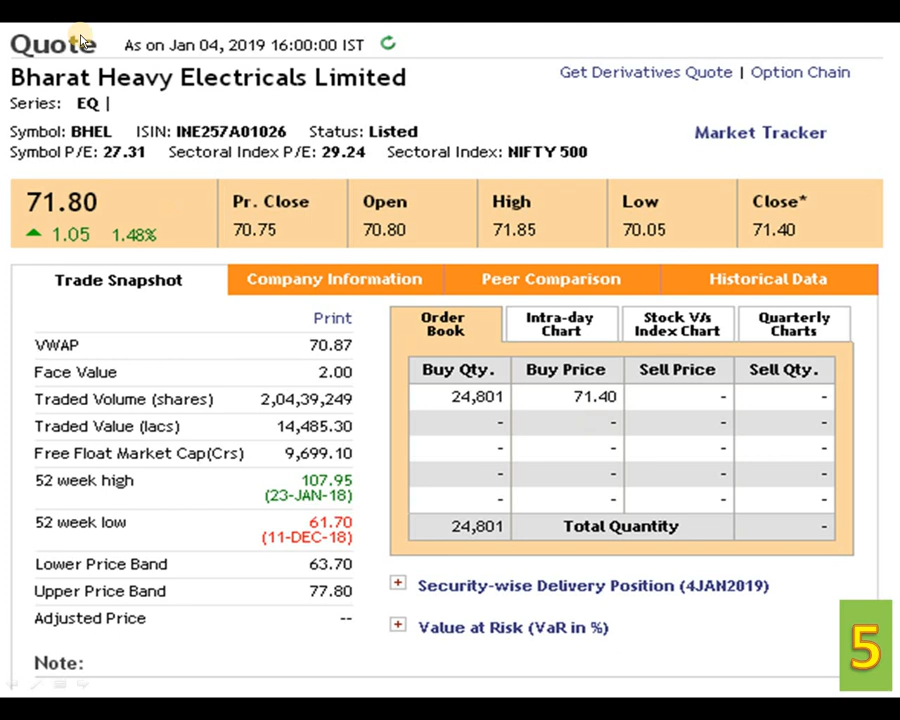 Quote As on Jan 04, 2019 16:00:00 IST
Bharat Heavy Electricals Limited
Get Derivatives Quote | Option Chain
Series: EQ |
Symbol: BHEL ISIN: INE257A01026 Status: Listed
Market Tracker
Symbol P/E: 27.31 Sectoral Index P/E: 29.24 Sectoral Index: NIFTY 500
71.80 Pr. Close Open High Low Close*
1.05 1.48% 70.75 70.80 71.85 70.05 71.40
Trade Snapshot Company Information Peer Comparison Historical Data
Print
VWAP 70.87
Face Value 2.00
Traded Volume (shares) 2,04,39,249
Traded Value (lacs) 14,485.30
Free Float Market Cap(Crs) 9,699.10
52 week high 107.95
(23-JAN-18)
52 week low 61.70
(11-DEC-18)
Lower Price Band 63.70
Upper Price Band 77.80
Adjusted Price --
Note:
Order Intra-day Stock V/s Quarterly
Book Chart Index Chart Charts
Buy Qty. Buy Price Sell Price Sell Qty.
24,801 71.40 - -
- - - -
- - - -
- - - -
- - - -
24,801 Total Quantity -
+ Security-wise Delivery Position (4JAN2019)
+ Value at Risk (VaR in %)
5